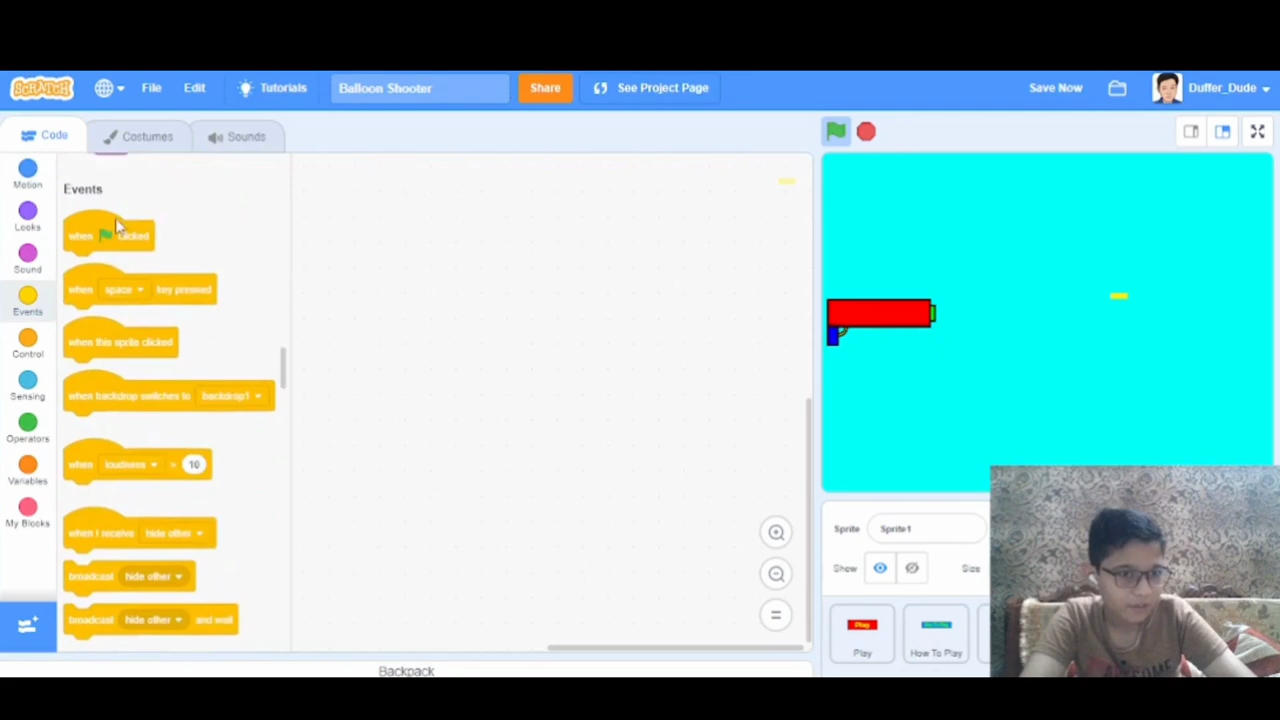 SCRATCH File Edit Tutorials Balloon Shooter Share See Project Page Save Now Duffer_Dude
Code Costumes Sounds
Motion
Looks
Sound
Events
Control
Sensing
Operators
Variables
My Blocks
Events
when clicked
when space key pressed
when this sprite clicked
when backdrop switches to backdrop1
when loudness > 10
when I receive hide other
broadcast hide other
broadcast hide other and wait
Backpack
Sprite Sprite1
Show Size
Play
Play
How To Play
AWESOME